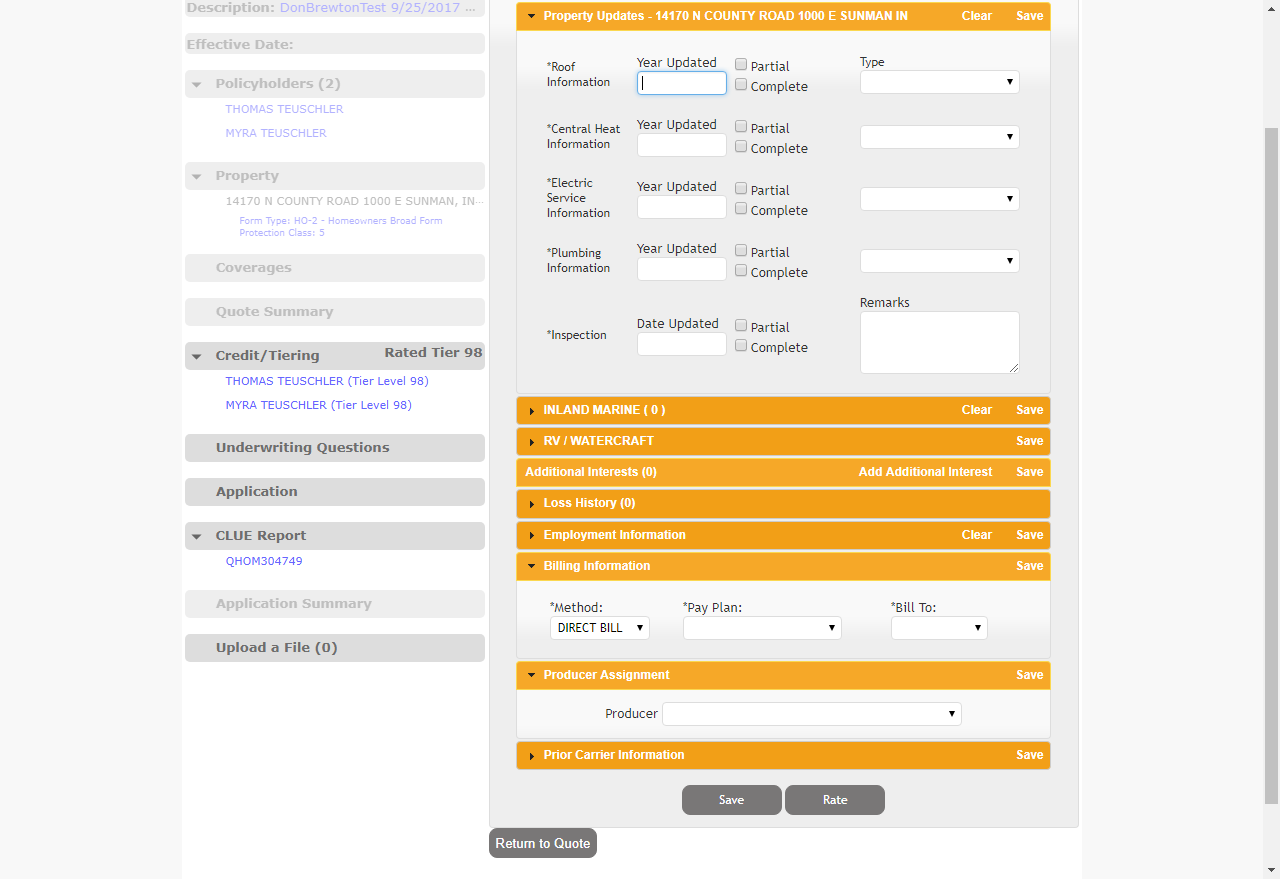 Description: DonBrewtonTest 9/25/2017 ...
Effective Date:
Policyholders (2)
THOMAS TEUSCHLER
MYRA TEUSCHLER
Property
14170 N COUNTY ROAD 1000 E SUNMAN, IN...
Form Type: HO-2 - Homeowners Broad Form
Protection Class: 5
Coverages
Quote Summary
Credit/Tiering Rated Tier 98
THOMAS TEUSCHLER (Tier Level 98)
MYRA TEUSCHLER (Tier Level 98)
Underwriting Questions
Application
CLUE Report
QHOM304749
Application Summary
Upload a File (0)
Property Updates - 14170 N COUNTY ROAD 1000 E SUNMAN IN Clear Save
*Roof
Information
Year Updated
Partial
Complete
Type
*Central Heat
Information
Year Updated
Partial
Complete
*Electric
Service
Information
Year Updated
Partial
Complete
*Plumbing
Information
Year Updated
Partial
Complete
*Inspection
Date Updated
Partial
Complete
Remarks
INLAND MARINE ( 0 ) Clear Save
RV / WATERCRAFT Save
Additional Interests (0) Add Additional Interest Save
Loss History (0)
Employment Information Clear Save
Billing Information Save
*Method: *Pay Plan: *Bill To:
DIRECT BILL
Producer Assignment Save
Producer
Prior Carrier Information Save
Save Rate
Return to Quote